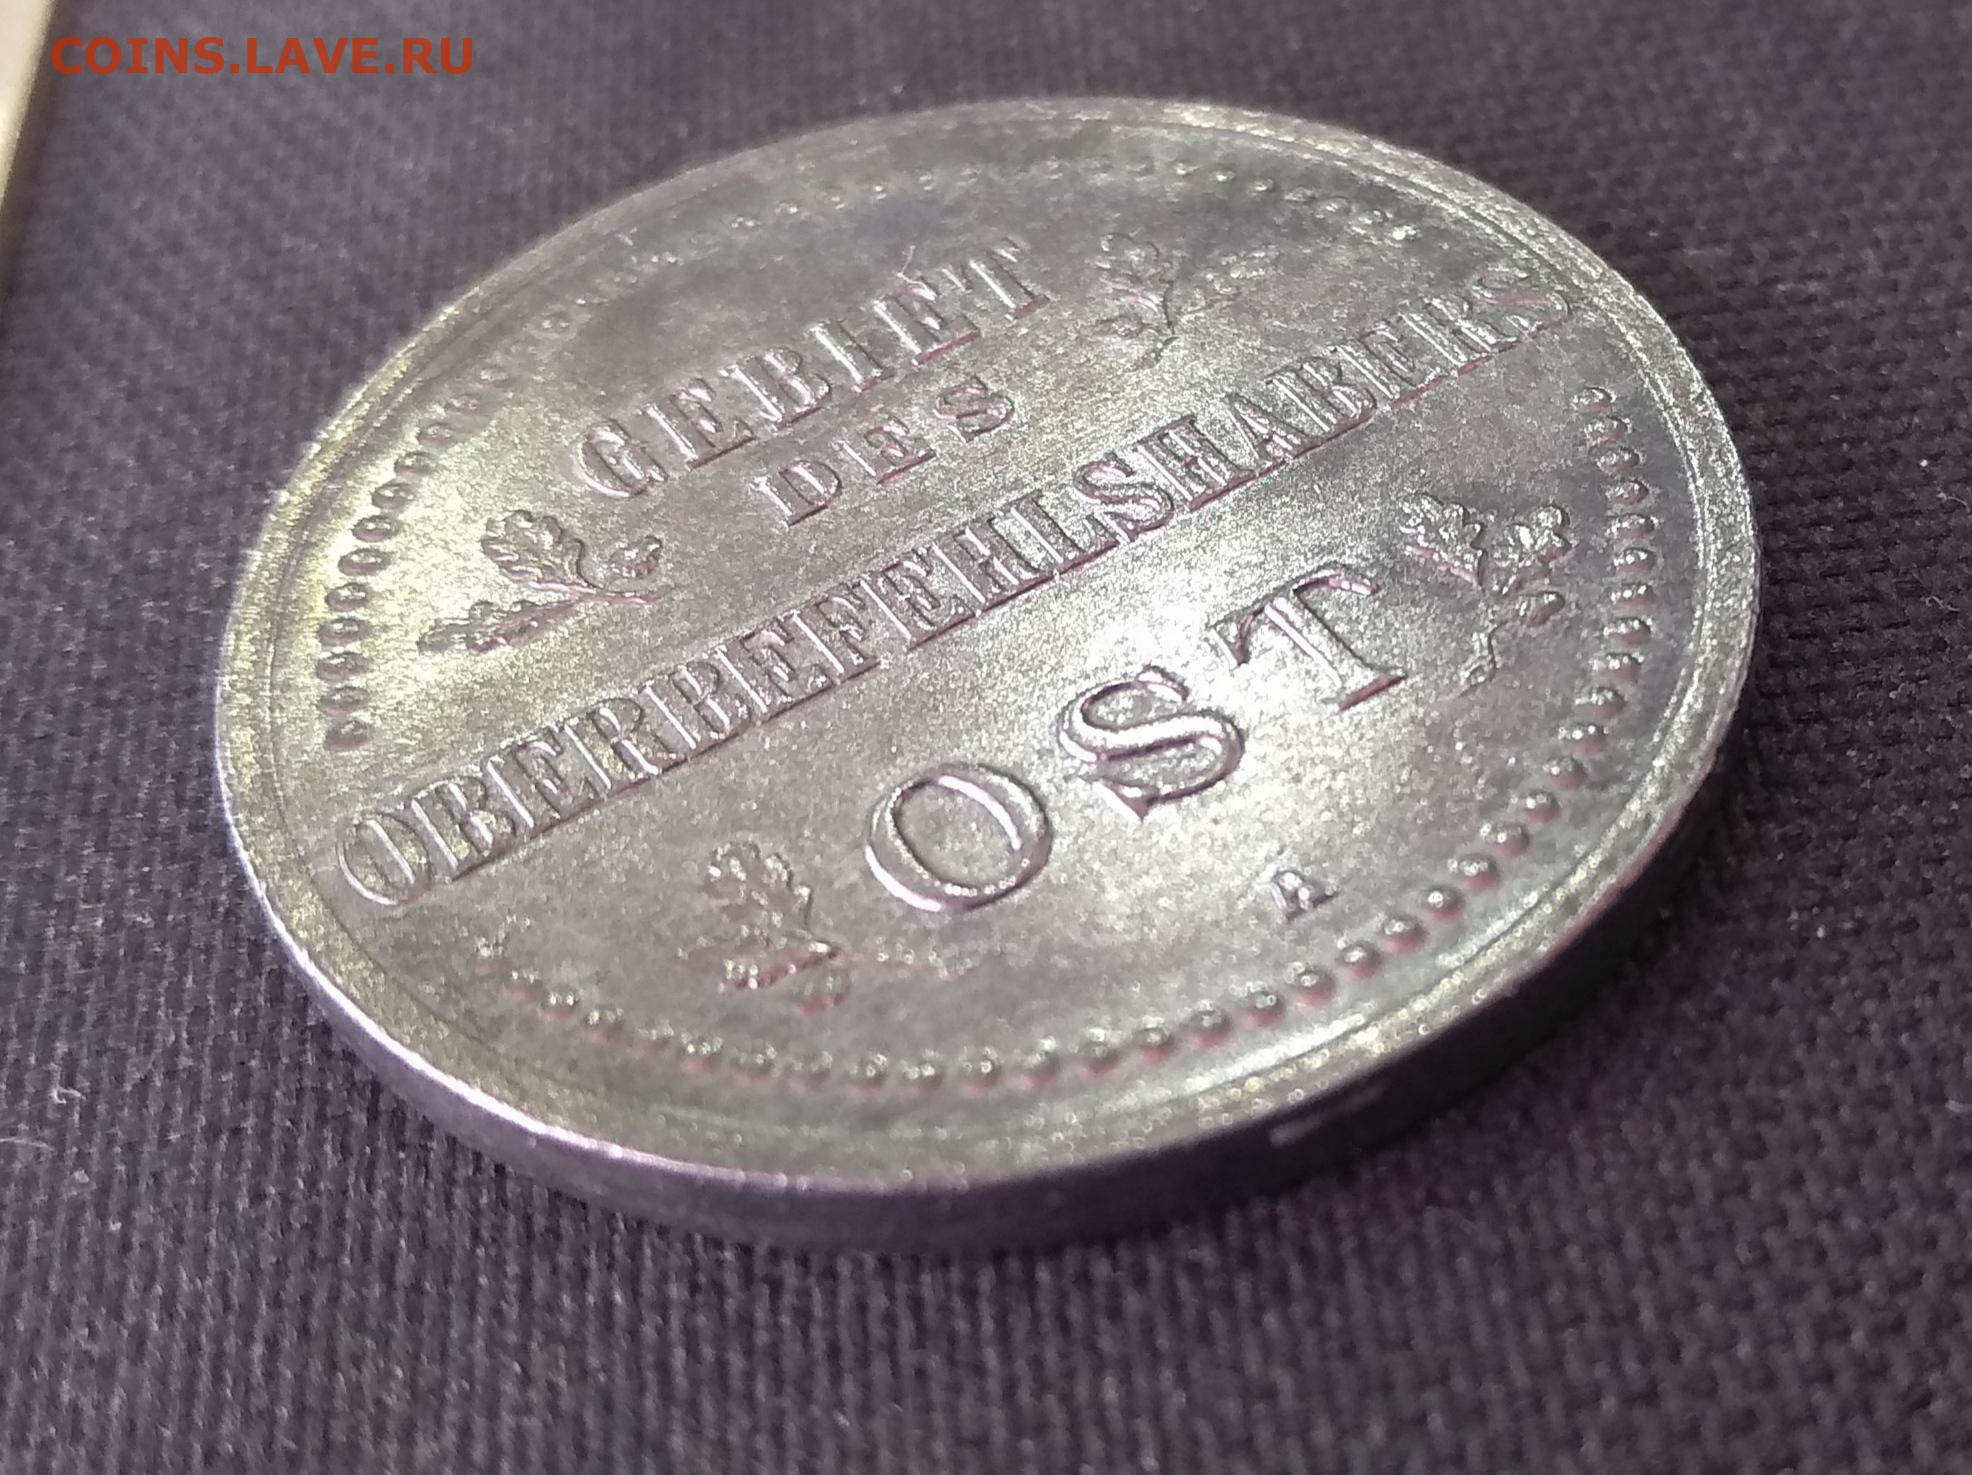 COINS.LAVE.RU
GEBIET
DES
OBERBEFEHLSHABERS
OST
A